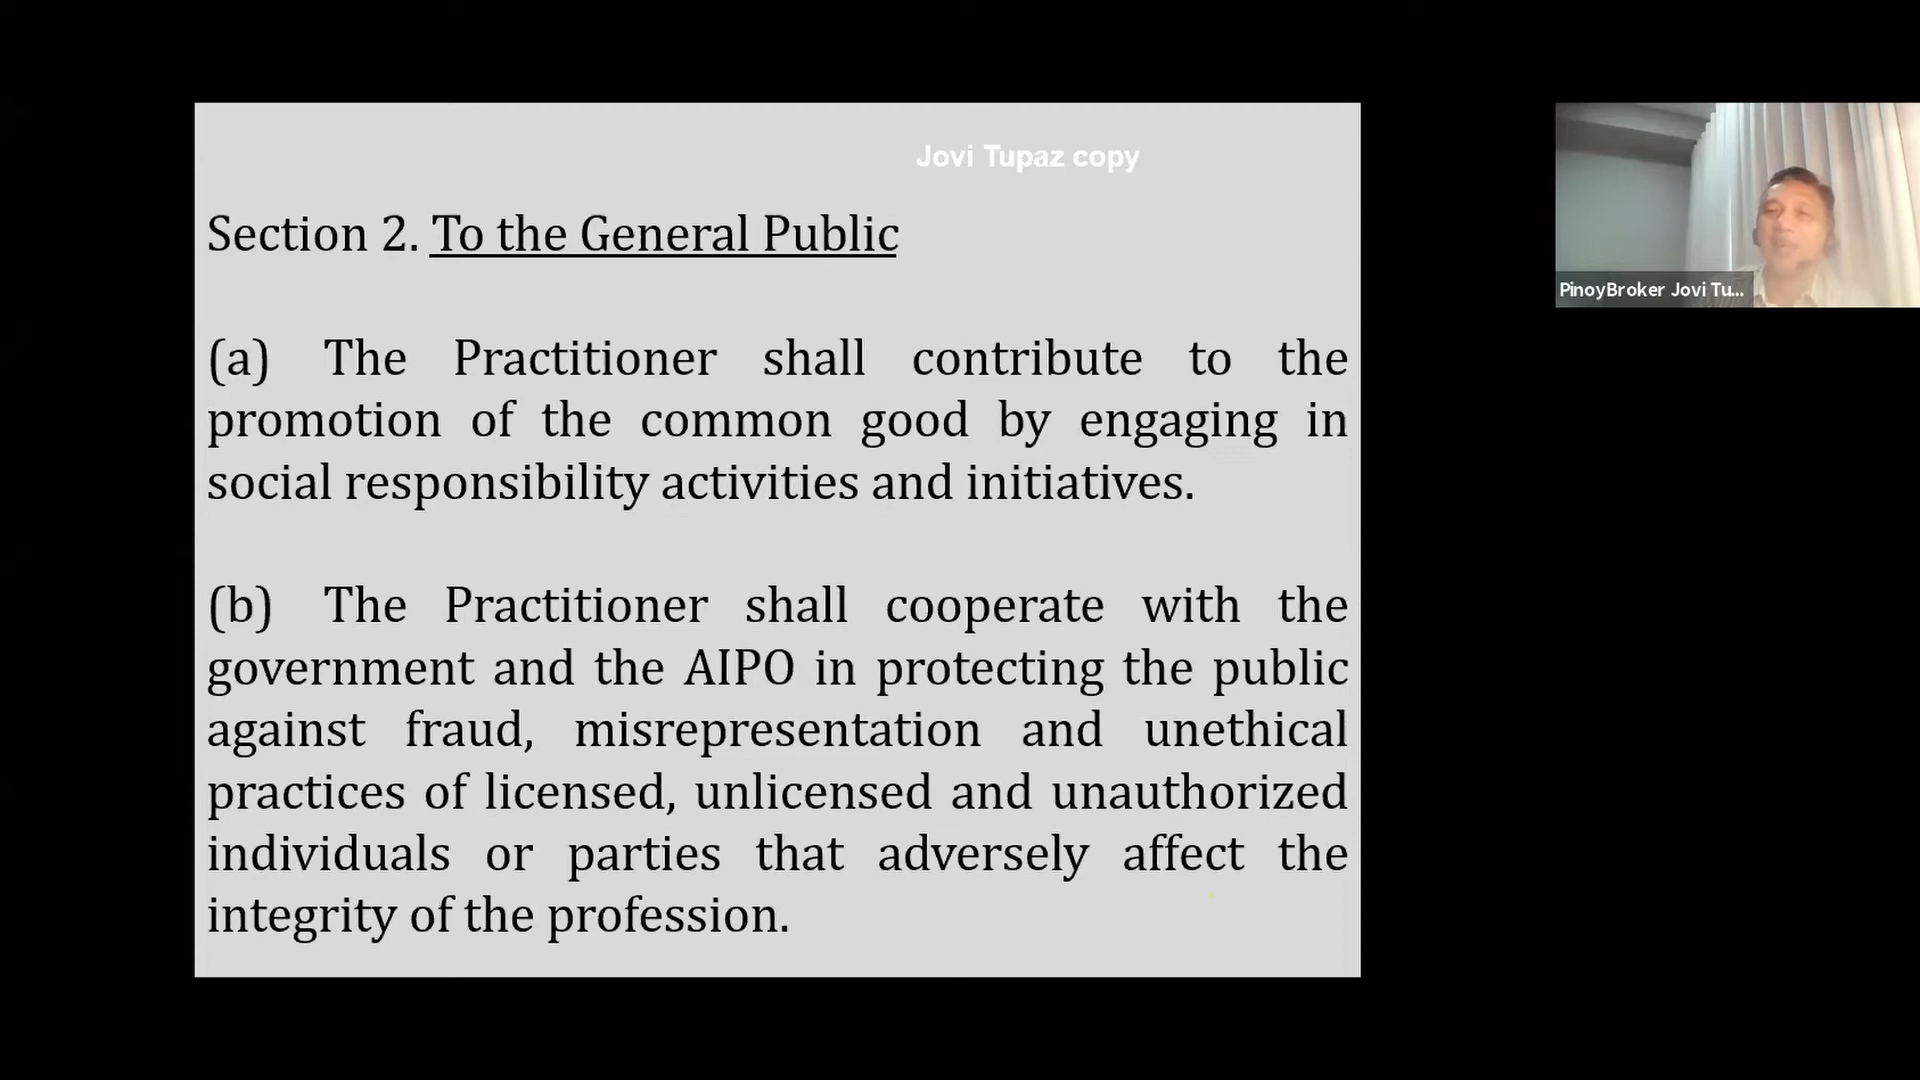 Jovi Tupaz copy
Section 2. To the General Public
(a) The Practitioner shall contribute to the
promotion of the common good by engaging in
social responsibility activities and initiatives.
(b) The Practitioner shall cooperate with the
government and the AIPO in protecting the public
against fraud, misrepresentation and unethical
practices of licensed, unlicensed and unauthorized
individuals or parties that adversely affect the
integrity of the profession.
PinoyBroker Jovi Tu...